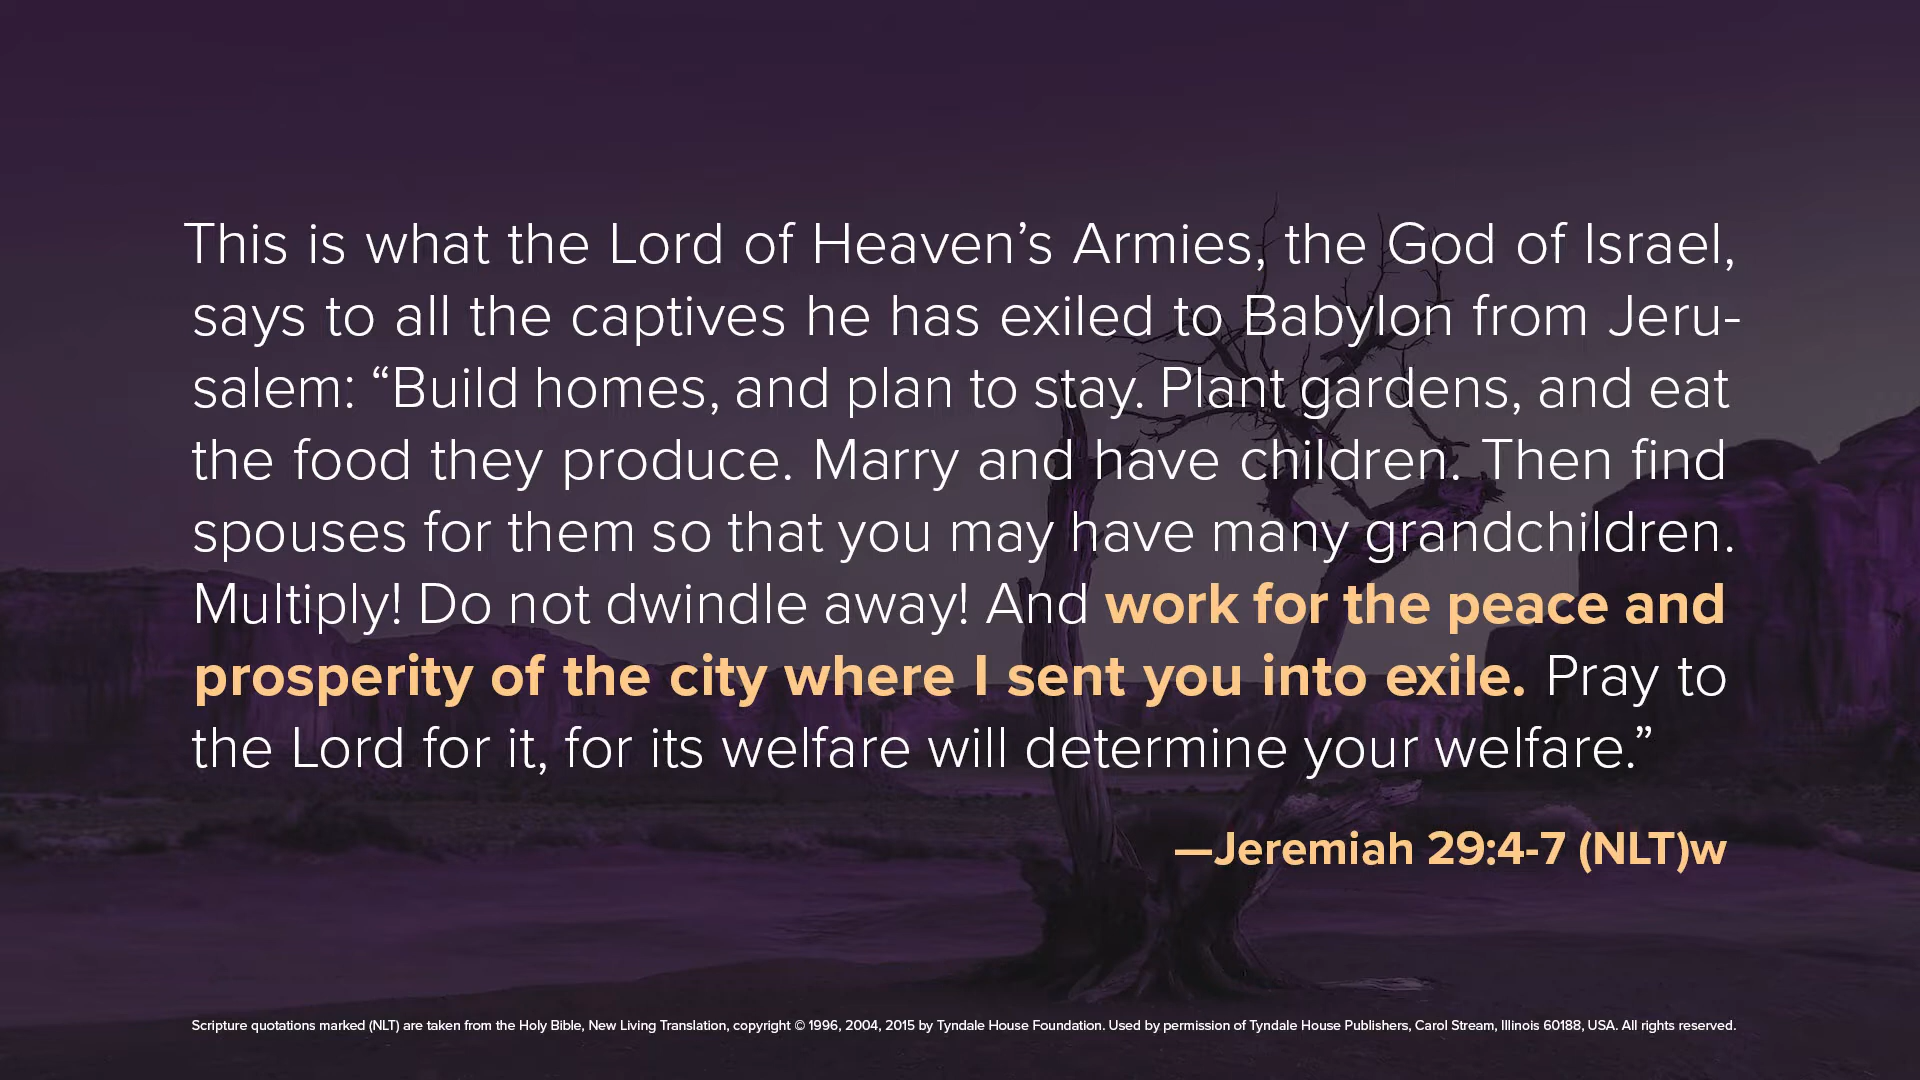 This is what the Lord of Heaven’s Armies, the God of Israel,
says to all the captives he has exiled to Babylon from Jeru-
salem: “Build homes, and plan to stay. Plant gardens, and eat
the food they produce. Marry and have children. Then find
spouses for them so that you may have many grandchildren.
Multiply! Do not dwindle away! And work for the peace and
prosperity of the city where I sent you into exile. Pray to
the Lord for it, for its welfare will determine your welfare.”
—Jeremiah 29:4-7 (NLT)w
Scripture quotations marked (NLT) are taken from the Holy Bible, New Living Translation, copyright © 1996, 2004, 2015 by Tyndale House Foundation. Used by permission of Tyndale House Publishers, Carol Stream, Illinois 60188, USA. All rights reserved.